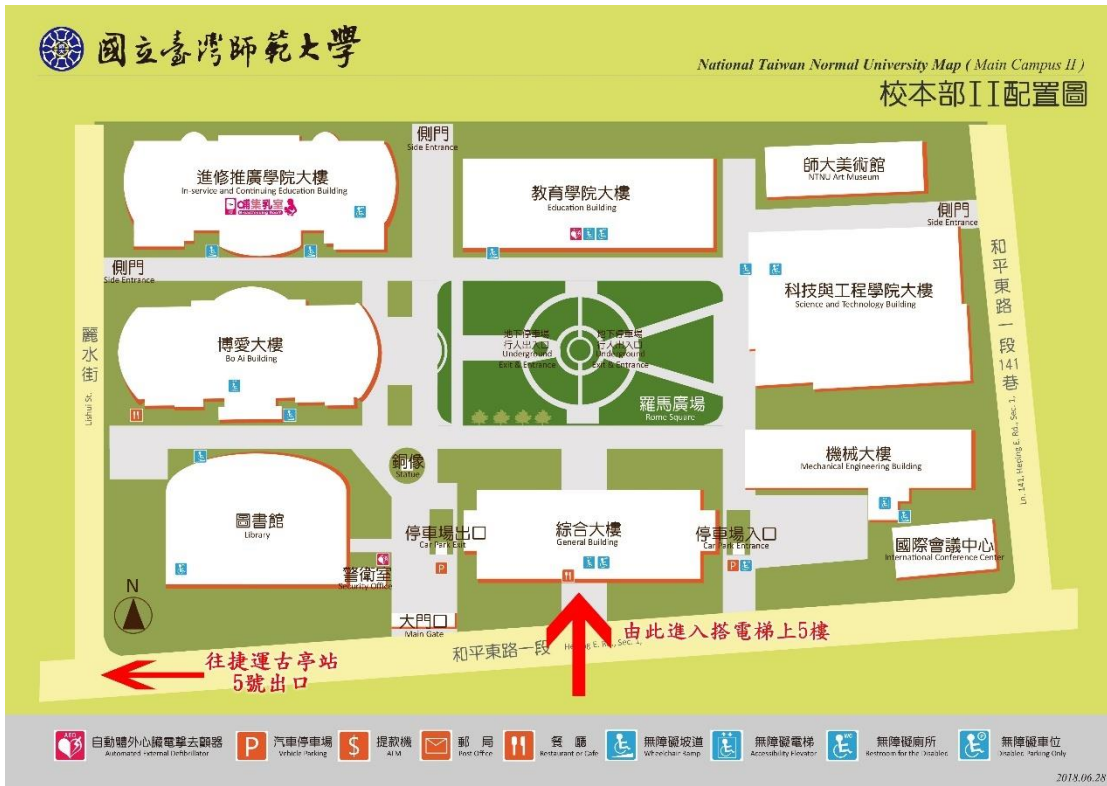 國立臺灣師範大學
National Taiwan Normal University Map ( Main Campus II )
校本部II配置圖
側門
Side Entrance
進修推廣學院大樓
In-service and Continuing Education Building
哺集乳室
教育學院大樓
Education Building
師大美術館
NTNU Art Museum
側門
Side Entrance
側門
Side Entrance
和平東路一段141巷
Ln. 141, Heping E. Rd., Sec. 1,
科技與工程學院大樓
Science and Technology Building
麗水街
Lishui St.
博愛大樓
Bo Ai Building
地下停車場
行人出入口
Underground
Exit & Entrance
地下停車場
行人出入口
Underground
Exit & Entrance
羅馬廣場
Rome Square
銅像
Statue
機械大樓
Mechanical Engineering Building
圖書館
Library
停車場出口
Car Park Exit
P
綜合大樓
General Building
停車場入口
Car Park Entrance
P
國際會議中心
International Conference Center
警衛室
Security Office
N
大門口
Main Gate
由此進入搭電梯上5樓
和平東路一段
Heping E. Rd., Sec. 1,
往捷運古亭站
5號出口
AED
自動體外心臟電擊去顫器
Automated External Defibrillator
P
汽車停車場
Vehicle Parking
$
提款機
ATM
郵局
Post Office
餐廳
Restaurant or Cafe
無障礙坡道
Wheelchair Ramp
無障礙電梯
Accessibility Elevator
無障礙廁所
Restroom for the Disabled
無障礙車位
Disabled Parking Only
2018.06.28